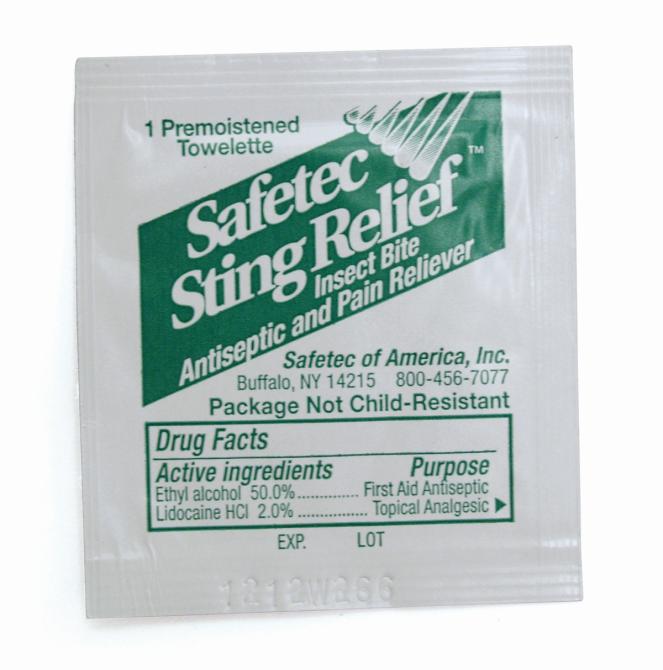 1 Premoistened
Towelette
Safetec
Sting Relief™
Insect Bite
Antiseptic and Pain Reliever
Safetec of America, Inc.
Buffalo, NY 14215 800-456-7077
Package Not Child-Resistant
Drug Facts
Active ingredients Purpose
Ethyl alcohol 50.0%.............. First Aid Antiseptic
Lidocaine HCl 2.0% ................ Topical Analgesic ▶
EXP. LOT
1212W266